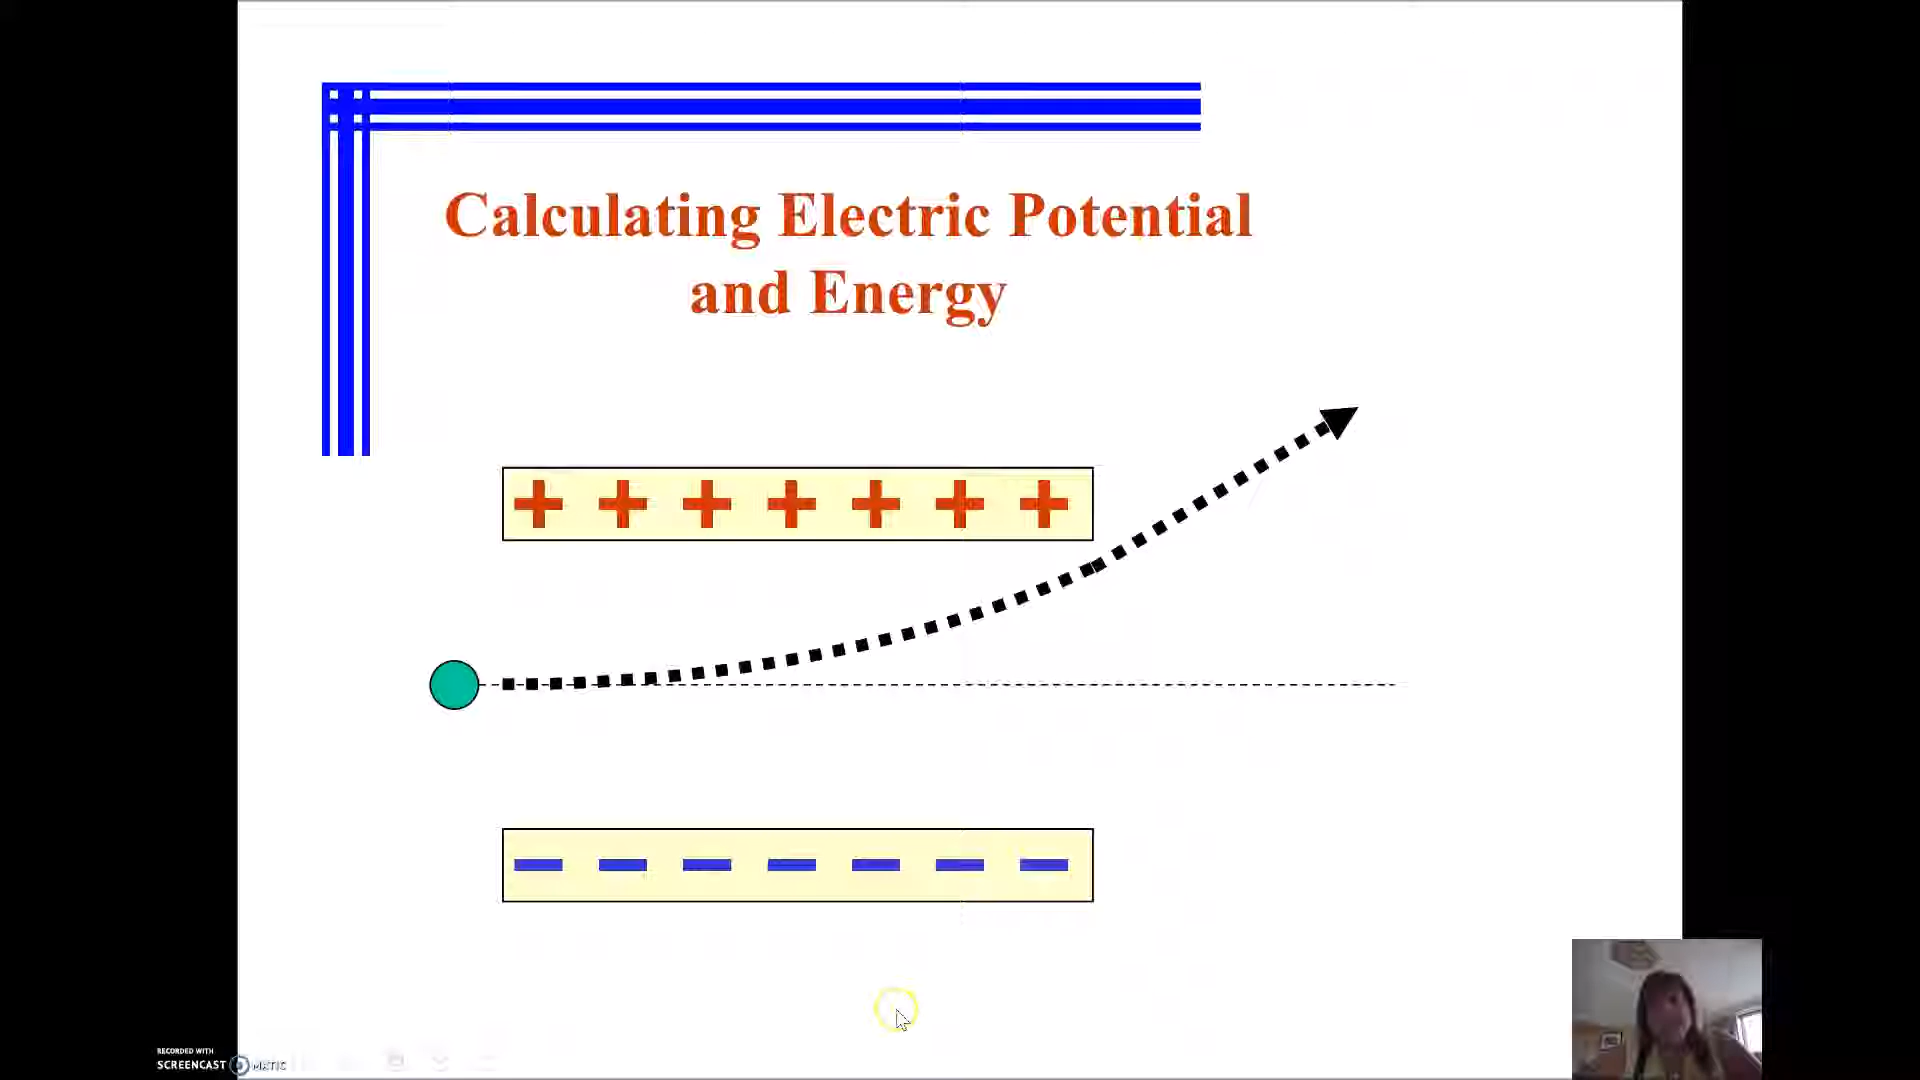 Calculating Electric Potential
and Energy
+ + + + + + +
− − − − − − −
RECORDED WITH
SCREENCAST MATIC